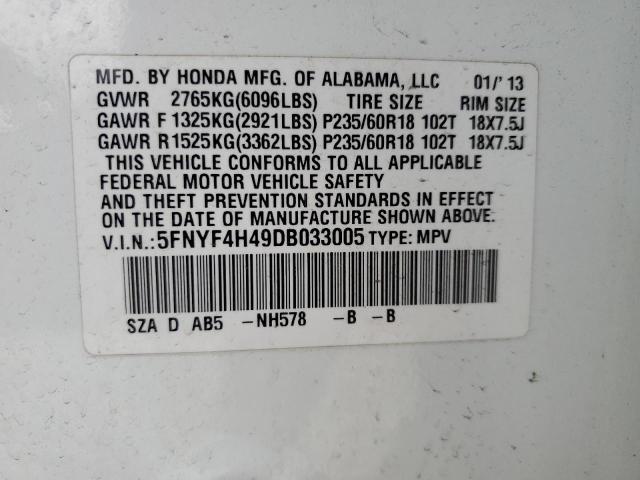 MFD. BY HONDA MFG. OF ALABAMA, LLC 01/'13
GVWR 2765KG(6096LBS) TIRE SIZE RIM SIZE
GAWR F 1325KG(2921LBS) P235/60R18 102T 18X7.5J
GAWR R 1525KG(3362LBS) P235/60R18 102T 18X7.5J
THIS VEHICLE CONFORMS TO ALL APPLICABLE
FEDERAL MOTOR VEHICLE SAFETY
AND THEFT PREVENTION STANDARDS IN EFFECT
ON THE DATE OF MANUFACTURE SHOWN ABOVE.
V.I.N.: 5FNYF4H49DB033005 TYPE: MPV
SZA D AB5 -NH578 -B -B